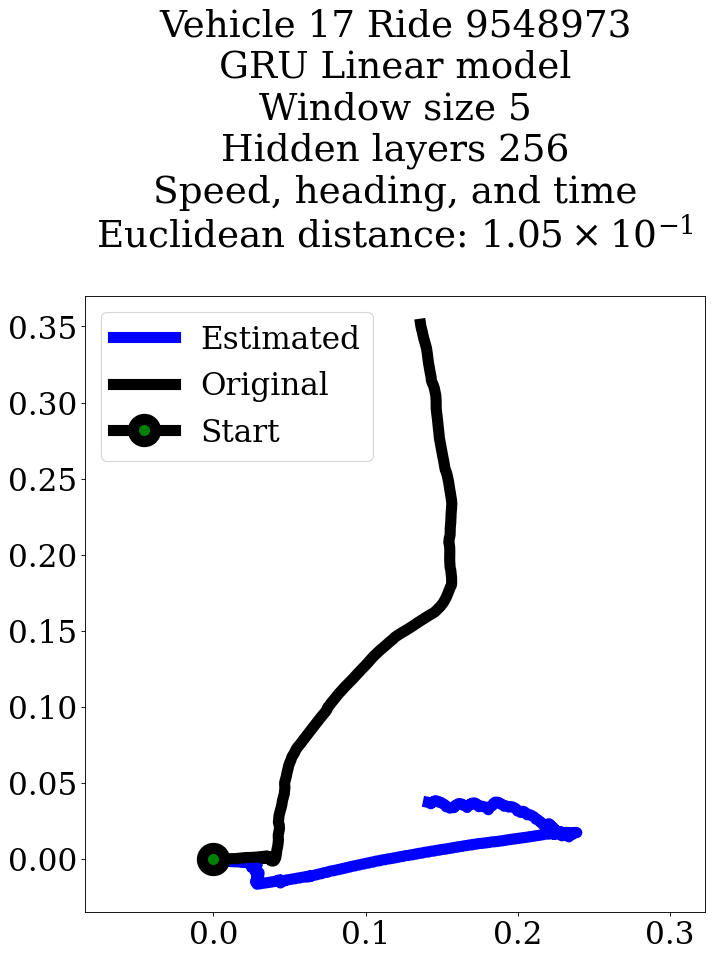 Vehicle 17 Ride 9548973
GRU Linear model
Window size 5
Hidden layers 256
Speed, heading, and time
Euclidean distance: 1.05 × 10⁻¹
Estimated
Original
Start
0.35
0.30
0.25
0.20
0.15
0.10
0.05
0.00
0.0 0.1 0.2 0.3